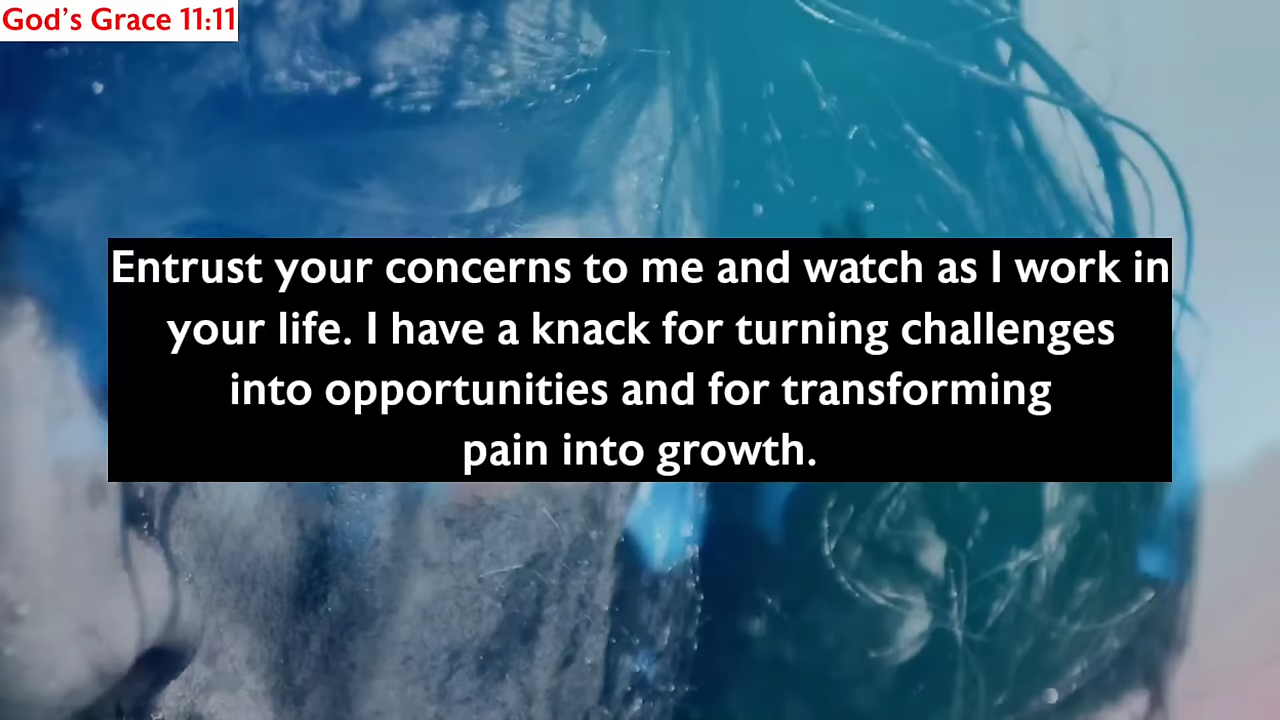 God’s Grace 11:11
Entrust your concerns to me and watch as I work in
your life. I have a knack for turning challenges
into opportunities and for transforming
pain into growth.